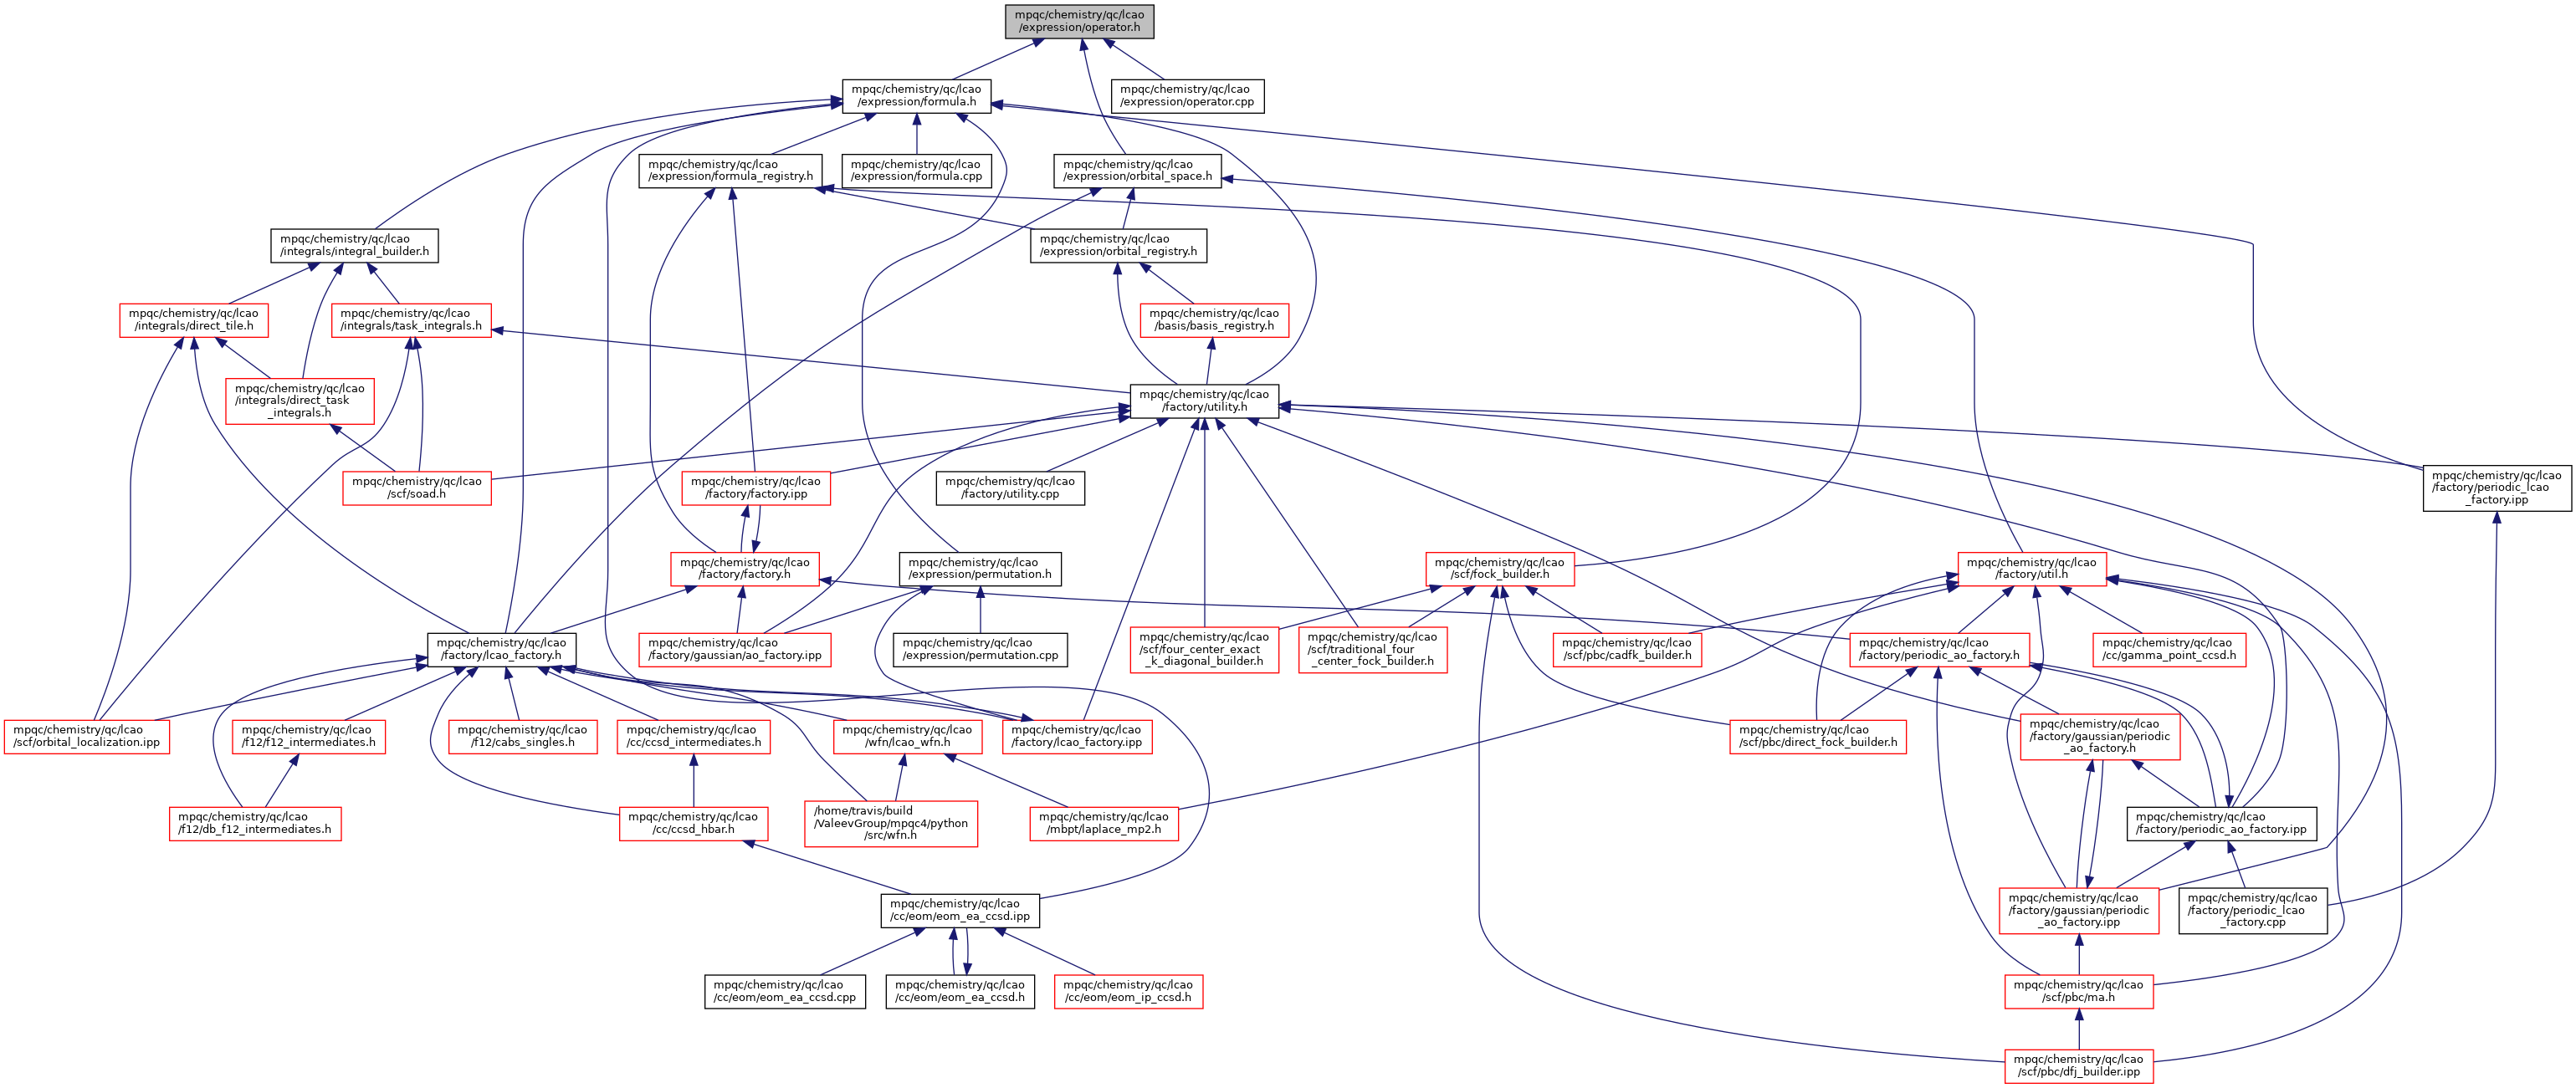 mpqc/chemistry/qc/lcao
/expression/operator.h
mpqc/chemistry/qc/lcao
/expression/formula.h
mpqc/chemistry/qc/lcao
/expression/operator.cpp
mpqc/chemistry/qc/lcao
/expression/formula_registry.h
mpqc/chemistry/qc/lcao
/expression/formula.cpp
mpqc/chemistry/qc/lcao
/expression/orbital_space.h
mpqc/chemistry/qc/lcao
/integrals/integral_builder.h
mpqc/chemistry/qc/lcao
/expression/orbital_registry.h
mpqc/chemistry/qc/lcao
/integrals/direct_tile.h
mpqc/chemistry/qc/lcao
/integrals/task_integrals.h
mpqc/chemistry/qc/lcao
/basis/basis_registry.h
mpqc/chemistry/qc/lcao
/integrals/direct_task
_integrals.h
mpqc/chemistry/qc/lcao
/factory/utility.h
mpqc/chemistry/qc/lcao
/scf/soad.h
mpqc/chemistry/qc/lcao
/factory/factory.ipp
mpqc/chemistry/qc/lcao
/factory/utility.cpp
mpqc/chemistry/qc/lcao
/factory/periodic_lcao
_factory.ipp
mpqc/chemistry/qc/lcao
/factory/factory.h
mpqc/chemistry/qc/lcao
/expression/permutation.h
mpqc/chemistry/qc/lcao
/scf/fock_builder.h
mpqc/chemistry/qc/lcao
/factory/util.h
mpqc/chemistry/qc/lcao
/factory/lcao_factory.h
mpqc/chemistry/qc/lcao
/factory/gaussian/ao_factory.ipp
mpqc/chemistry/qc/lcao
/expression/permutation.cpp
mpqc/chemistry/qc/lcao
/scf/four_center_exact
_k_diagonal_builder.h
mpqc/chemistry/qc/lcao
/scf/traditional_four
_center_fock_builder.h
mpqc/chemistry/qc/lcao
/scf/pbc/cadfk_builder.h
mpqc/chemistry/qc/lcao
/factory/periodic_ao_factory.h
mpqc/chemistry/qc/lcao
/cc/gamma_point_ccsd.h
mpqc/chemistry/qc/lcao
/scf/orbital_localization.ipp
mpqc/chemistry/qc/lcao
/f12/f12_intermediates.h
mpqc/chemistry/qc/lcao
/f12/cabs_singles.h
mpqc/chemistry/qc/lcao
/cc/ccsd_intermediates.h
mpqc/chemistry/qc/lcao
/wfn/lcao_wfn.h
mpqc/chemistry/qc/lcao
/factory/lcao_factory.ipp
mpqc/chemistry/qc/lcao
/scf/pbc/direct_fock_builder.h
mpqc/chemistry/qc/lcao
/factory/gaussian/periodic
_ao_factory.h
mpqc/chemistry/qc/lcao
/f12/db_f12_intermediates.h
mpqc/chemistry/qc/lcao
/cc/ccsd_hbar.h
/home/travis/build
/ValeevGroup/mpqc4/python
/src/wfn.h
mpqc/chemistry/qc/lcao
/mbpt/laplace_mp2.h
mpqc/chemistry/qc/lcao
/factory/periodic_ao_factory.ipp
mpqc/chemistry/qc/lcao
/cc/eom/eom_ea_ccsd.ipp
mpqc/chemistry/qc/lcao
/factory/gaussian/periodic
_ao_factory.ipp
mpqc/chemistry/qc/lcao
/factory/periodic_lcao
_factory.cpp
mpqc/chemistry/qc/lcao
/cc/eom/eom_ea_ccsd.cpp
mpqc/chemistry/qc/lcao
/cc/eom/eom_ea_ccsd.h
mpqc/chemistry/qc/lcao
/cc/eom/eom_ip_ccsd.h
mpqc/chemistry/qc/lcao
/scf/pbc/ma.h
mpqc/chemistry/qc/lcao
/scf/pbc/dfj_builder.ipp